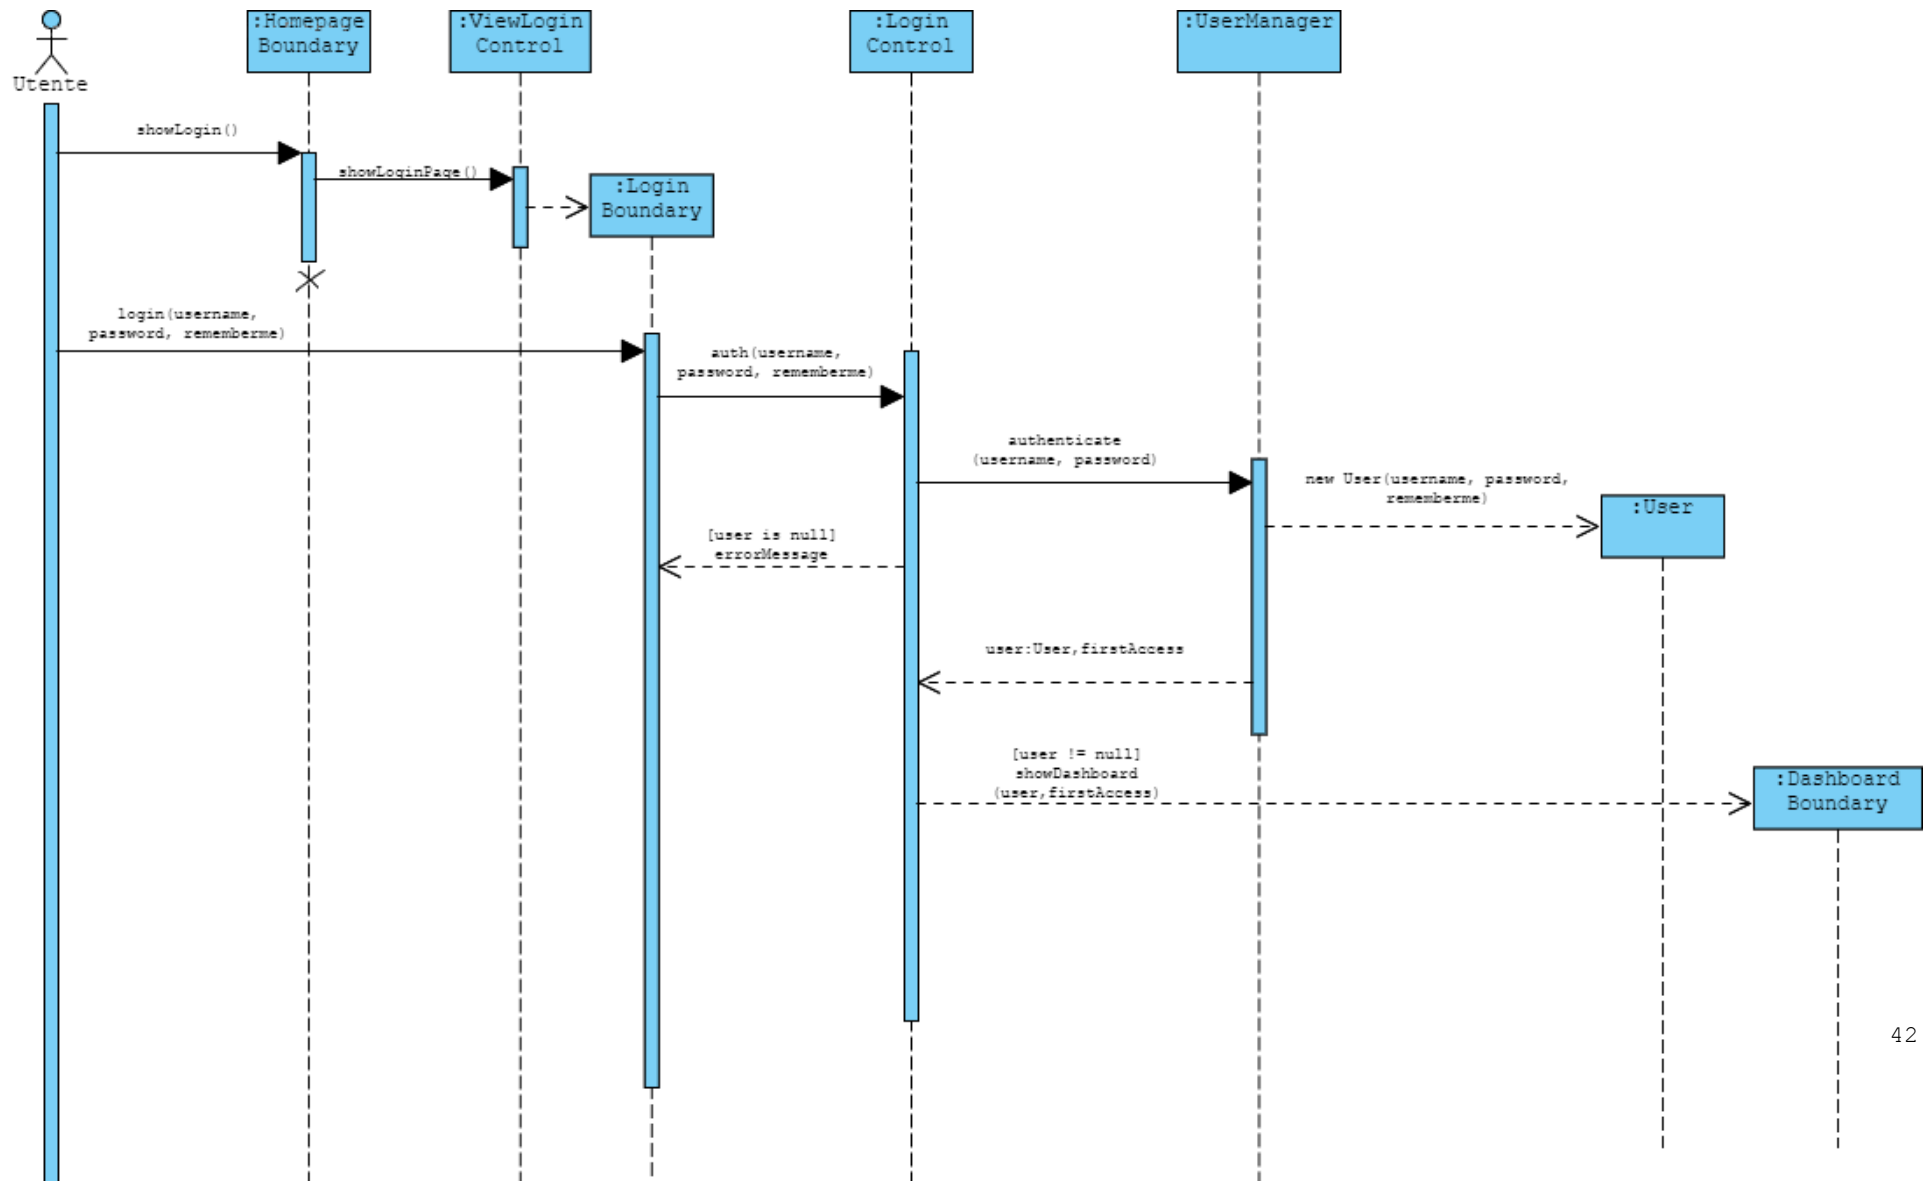 :Homepage
Boundary
:ViewLogin
Control
:Login
Control
:UserManager
Utente
showLogin()
showLoginPage()
:Login
Boundary
login(username,
password, rememberme)
auth(username,
password, rememberme)
authenticate
(username, password)
new User(username, password,
rememberme)
:User
[user is null]
errorMessage
user:User,firstAccess
[user != null]
showDashboard
(user,firstAccess)
:Dashboard
Boundary
42